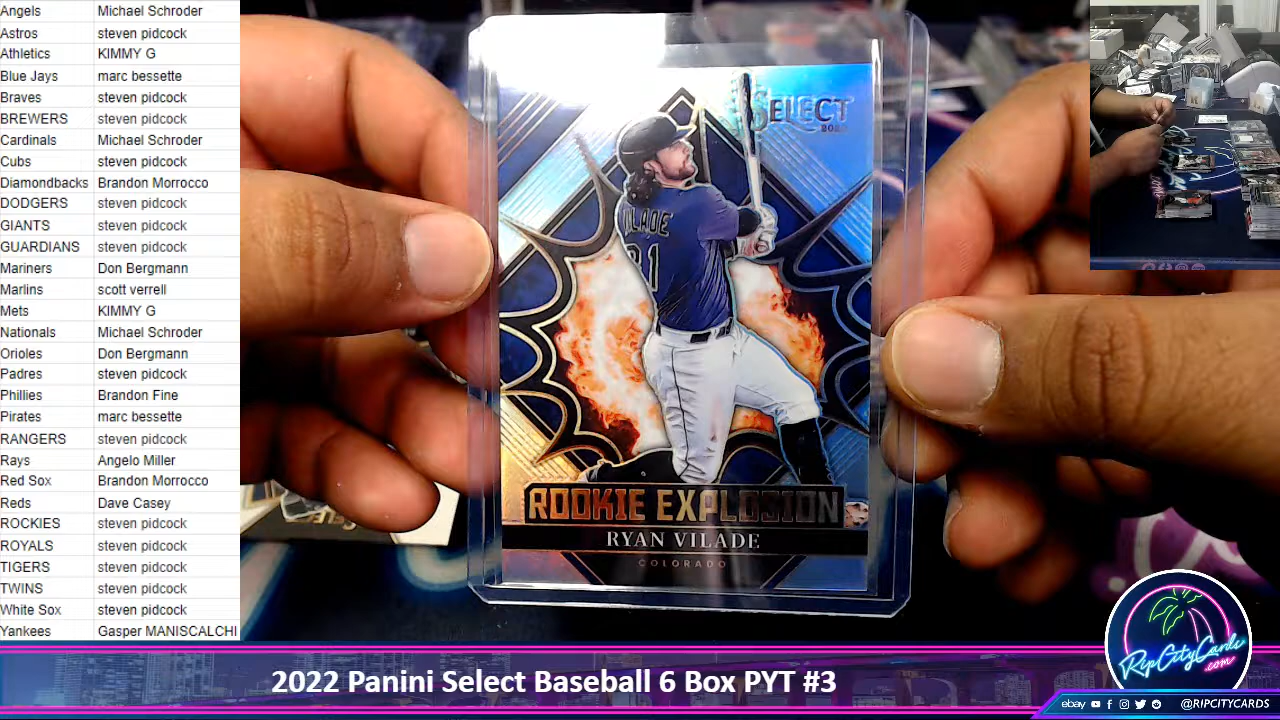 Angels Michael Schroder
Astros steven pidcock
Athletics KIMMY G
Blue Jays marc bessette
Braves steven pidcock
BREWERS steven pidcock
Cardinals Michael Schroder
Cubs steven pidcock
Diamondbacks Brandon Morrocco
DODGERS steven pidcock
GIANTS steven pidcock
GUARDIANS steven pidcock
Mariners Don Bergmann
Marlins scott verrell
Mets KIMMY G
Nationals Michael Schroder
Orioles Don Bergmann
Padres steven pidcock
Phillies Brandon Fine
Pirates marc bessette
RANGERS steven pidcock
Rays Angelo Miller
Red Sox Brandon Morrocco
Reds Dave Casey
ROCKIES steven pidcock
ROYALS steven pidcock
TIGERS steven pidcock
TWINS steven pidcock
White Sox steven pidcock
Yankees Gasper MANISCALCHI
SELECT
ILADE
ROOKIE EXPLOSION
RYAN VILADE
COLORADO
2022 Panini Select Baseball 6 Box PYT #3
RipCityCards
.com
ebay @RIPCITYCARDS